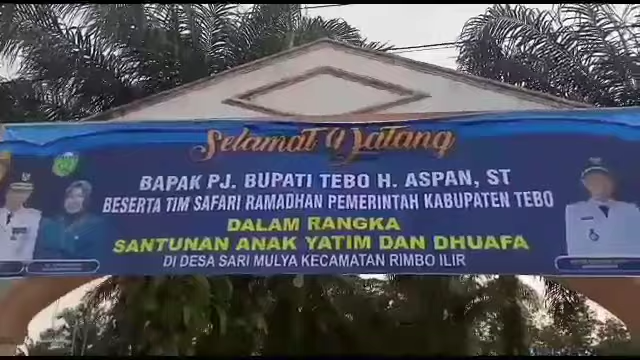 Selamat Datang
BAPAK PJ. BUPATI TEBO H. ASPAN, ST
BESERTA TIM SAFARI RAMADHAN PEMERINTAH KABUPATEN TEBO
DALAM RANGKA
SANTUNAN ANAK YATIM DAN DHUAFA
DI DESA SARI MULYA KECAMATAN RIMBO ILIR